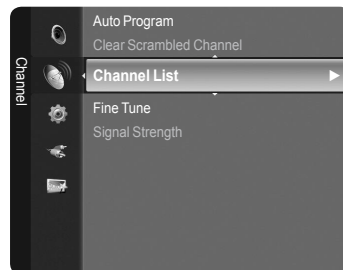 Channel
Auto Program
Clear Scrambled Channel
Channel List
Fine Tune
Signal Strength